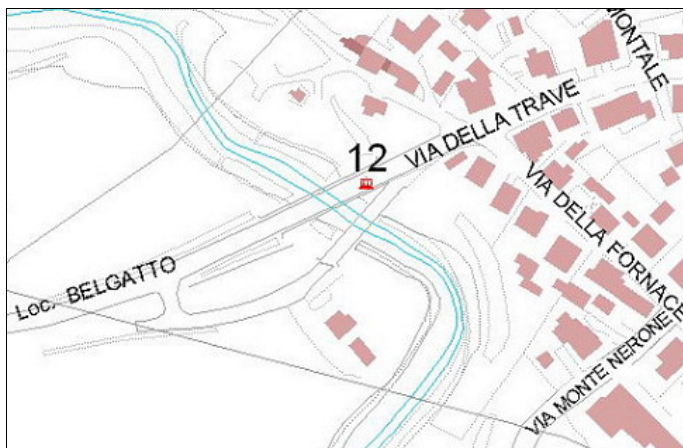 MONTALE
VIA DELLA TRAVE
12
VIA DELLA FORNACE
Loc. BELGATTO
VIA MONTE NERONE